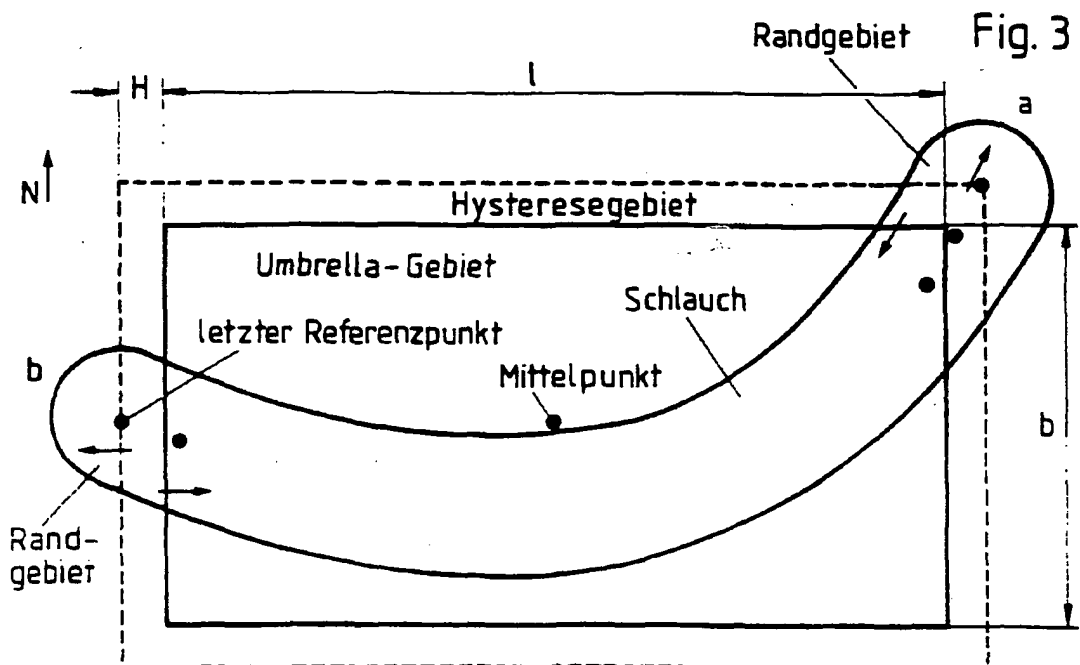 Fig. 3
Randgebiet
H
l
a
N
Hysteresegebiet
Umbrella-Gebiet
Schlauch
letzter Referenzpunkt
b
Mittelpunkt
b
Rand-
gebiet